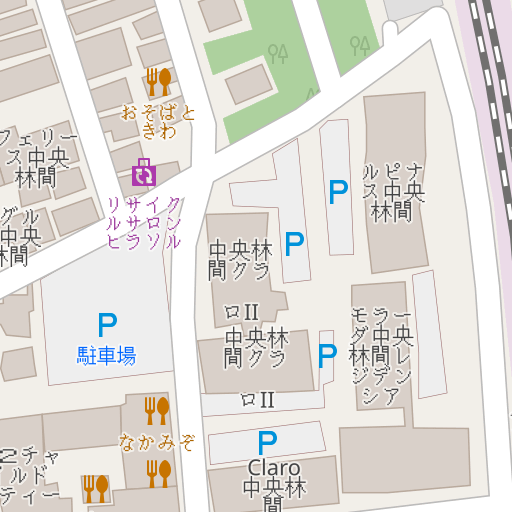 おそばと
きわ
フェリー
ス中央
林間
ルピナ
ス中央
林間
リサイク
ルサロン
ヒラソル
グル
中央
林間
P
P
中央林
間クラ
ロII
モラー
ダ中央
林間レ
ジデン
シア
P
駐車場
中央林
間クラ
ロII
P
なかみぞ
P
チャ
イルド
ティー
Claro
中央林
間